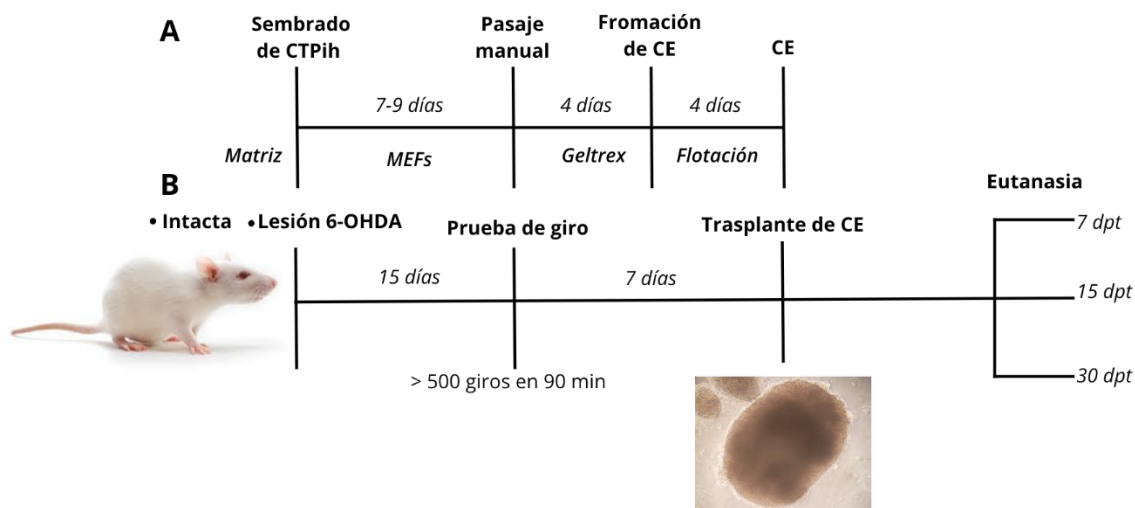 A
Sembrado
de CTPih
Pasaje
manual
Fromación
de CE
CE
7-9 días
4 días
4 días
Matriz
MEFs
Geltrex
Flotación
B
• Intacta • Lesión 6-OHDA
Prueba de giro
Trasplante de CE
Eutanasia
7 dpt
15 días
7 días
15 dpt
> 500 giros en 90 min
30 dpt